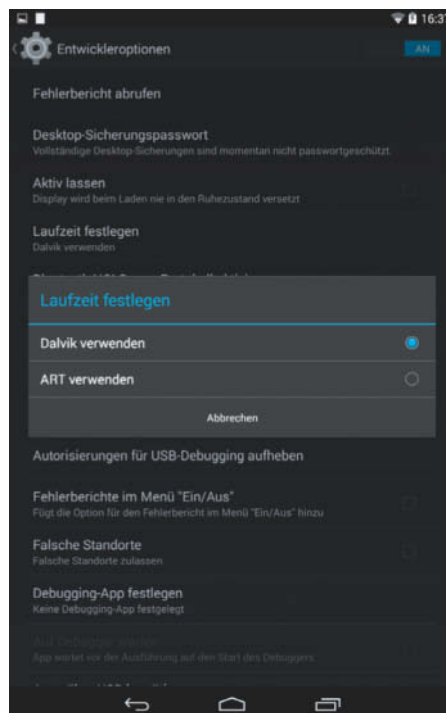 16:37
Entwickleroptionen
AN
Fehlerbericht abrufen
Desktop-Sicherungspasswort
Vollständige Desktop-Sicherungen sind momentan nicht passwortgeschützt.
Aktiv lassen
Display wird beim Laden nie in den Ruhezustand versetzt
Laufzeit festlegen
Dalvik verwenden
Laufzeit festlegen
Dalvik verwenden
ART verwenden
Abbrechen
Autorisierungen für USB-Debugging aufheben
Fehlerberichte im Menü "Ein/Aus"
Fügt die Option für den Fehlerbericht im Menü "Ein/Aus" hinzu
Falsche Standorte
Falsche Standorte zulassen
Debugging-App festlegen
Keine Debugging-App festgelegt
Auf Debugger warten
App wartet vor der Ausführung auf den Start des Debuggers